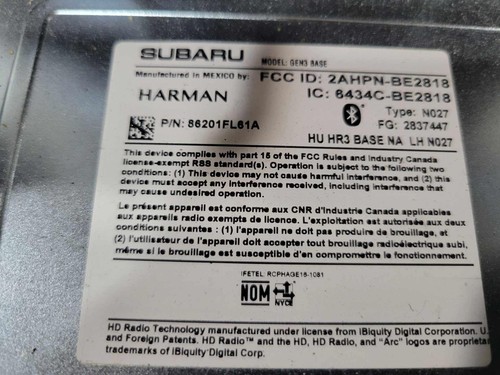 SUBARU MODEL: GEN3 BASE
Manufactured in MEXICO by: FCC ID: 2AHPN-BE2818
HARMAN IC: 6434C-BE2818
Type: N027
P/N: 86201FL61A FG: 2837447
HU HR3 BASE NA LH N027
This device complies with part 15 of the FCC Rules and Industry Canada
license-exempt RSS standard(s). Operation is subject to the following two
conditions: (1) This device may not cause harmful interference, and (2) this
device must accept any interference received, including interference that
may cause undesired operation.
Le présent appareil est conforme aux CNR d'Industrie Canada applicables
aux appareils radio exempts de licence. L'exploitation est autorisée aux deux
conditions suivantes : (1) l'appareil ne doit pas produire de brouillage, et
(2) l'utilisateur de l'appareil doit accepter tout brouillage radioélectrique subi,
même si le brouillage est susceptible d'en compromettre le fonctionnement.
IFETEL: RCPHAGE16-1081
NOM NYCE
HD Radio Technology manufactured under license from iBiquity Digital Corporation. U.
and Foreign Patents. HD Radio™ and the HD, HD Radio, and "Arc" logos are propriet
trademarks of iBiquity Digital Corp.